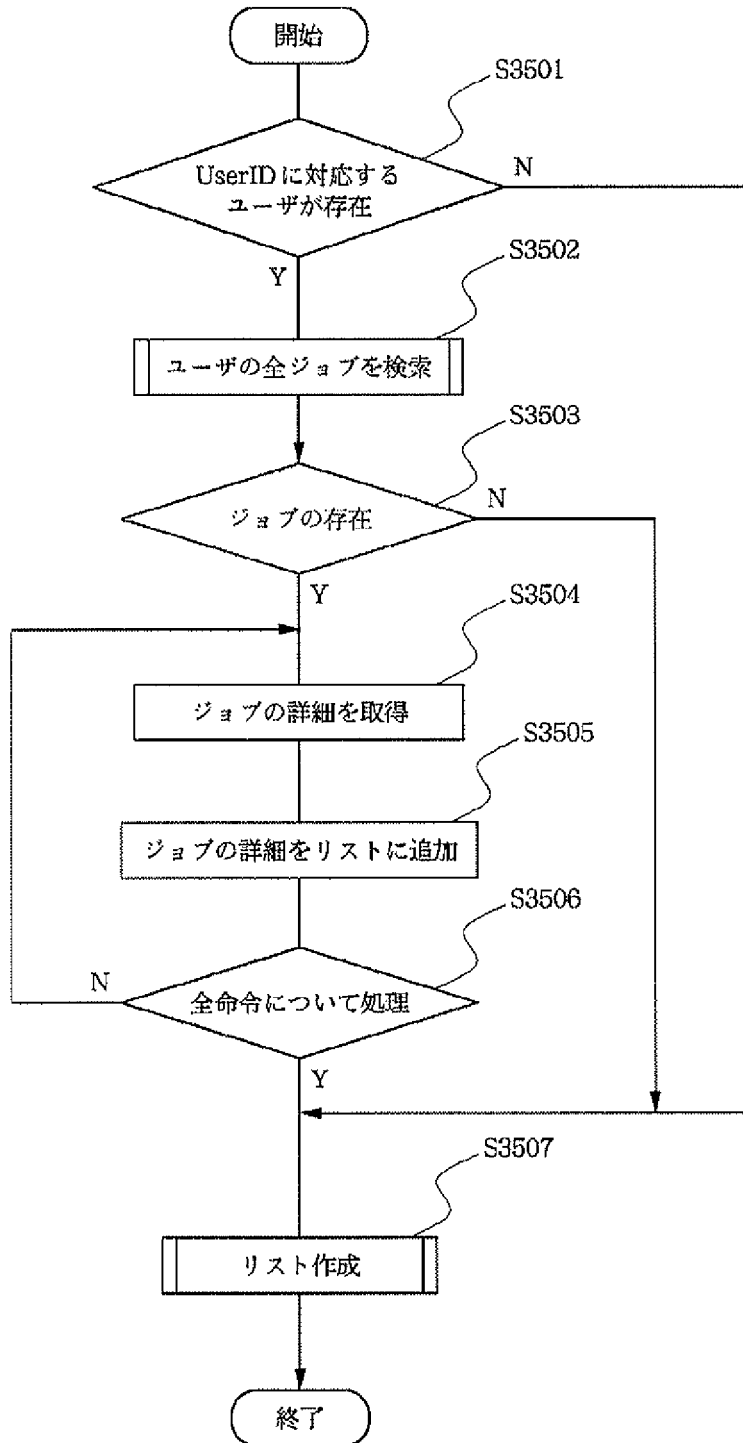 開始
S3501
UserIDに対応する
ユーザが存在
N
Y
S3502
ユーザの全ジョブを検索
S3503
ジョブの存在
N
Y
S3504
ジョブの詳細を取得
S3505
ジョブの詳細をリストに追加
S3506
N
全命令について処理
Y
S3507
リスト作成
終了